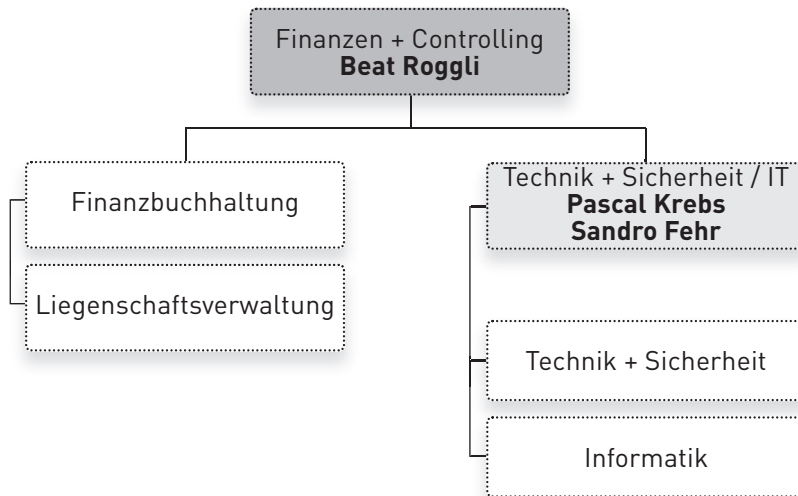 Finanzen + Controlling
Beat Roggli
Finanzbuchhaltung
Liegenschaftsverwaltung
Technik + Sicherheit / IT
Pascal Krebs
Sandro Fehr
Technik + Sicherheit
Informatik